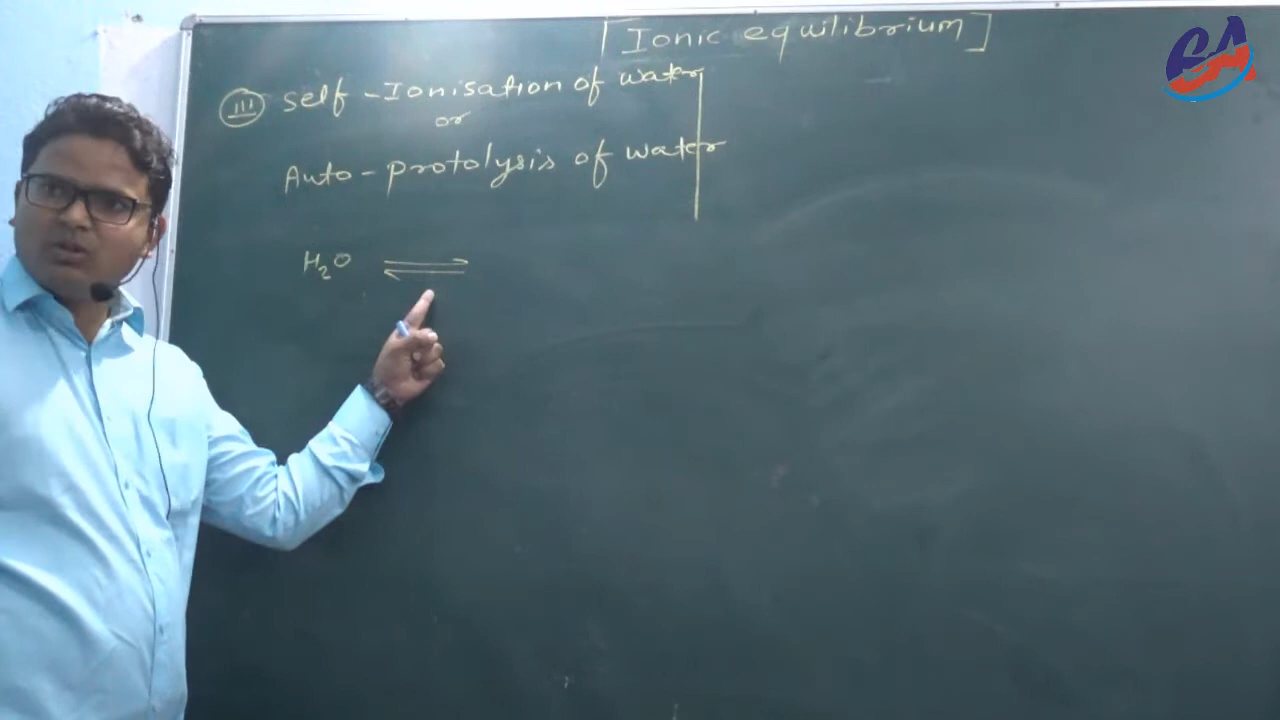 [Ionic equilibrium]
(III) self-Ionisation of water
or
Auto-protolysis of water
H₂O ⇌